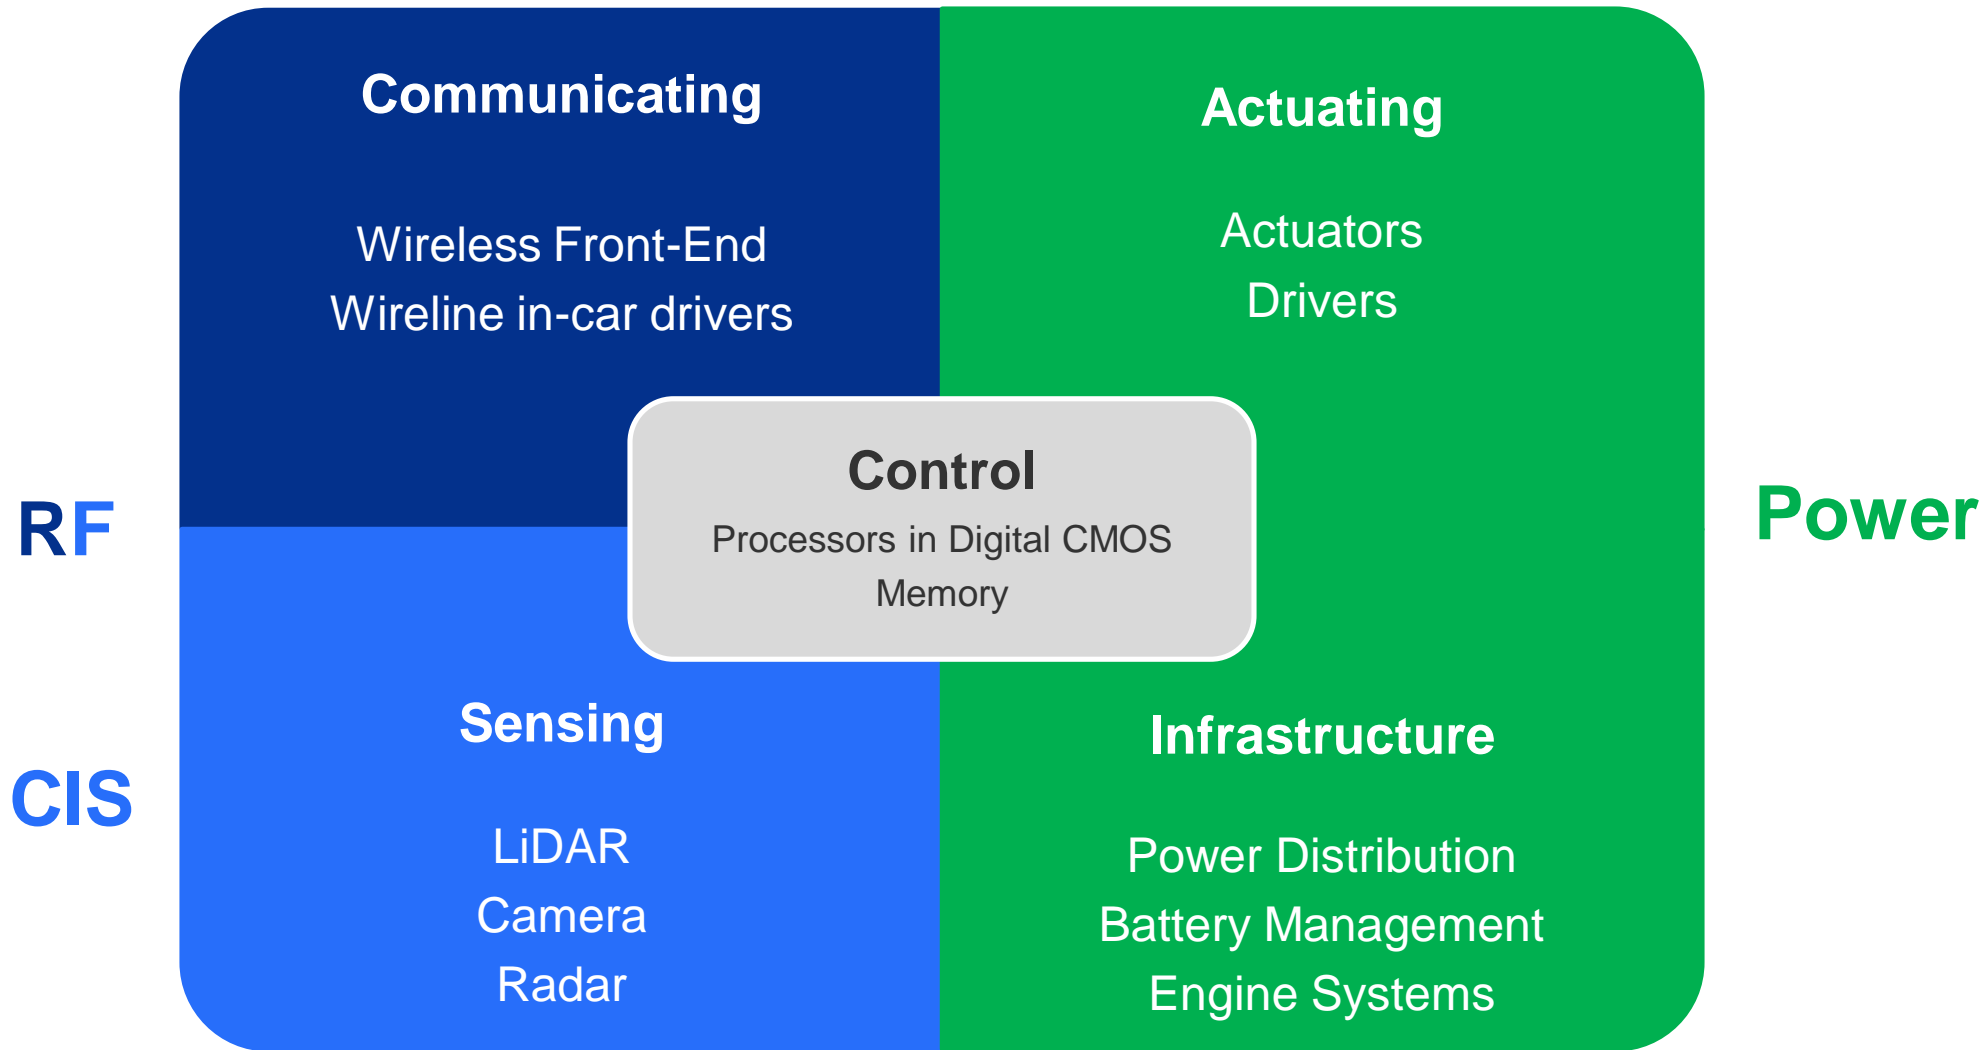 Communicating
Wireless Front-End
Wireline in-car drivers
Actuating
Actuators
Drivers
Control
Processors in Digital CMOS
Memory
RF
Power
CIS
Sensing
LiDAR
Camera
Radar
Infrastructure
Power Distribution
Battery Management
Engine Systems